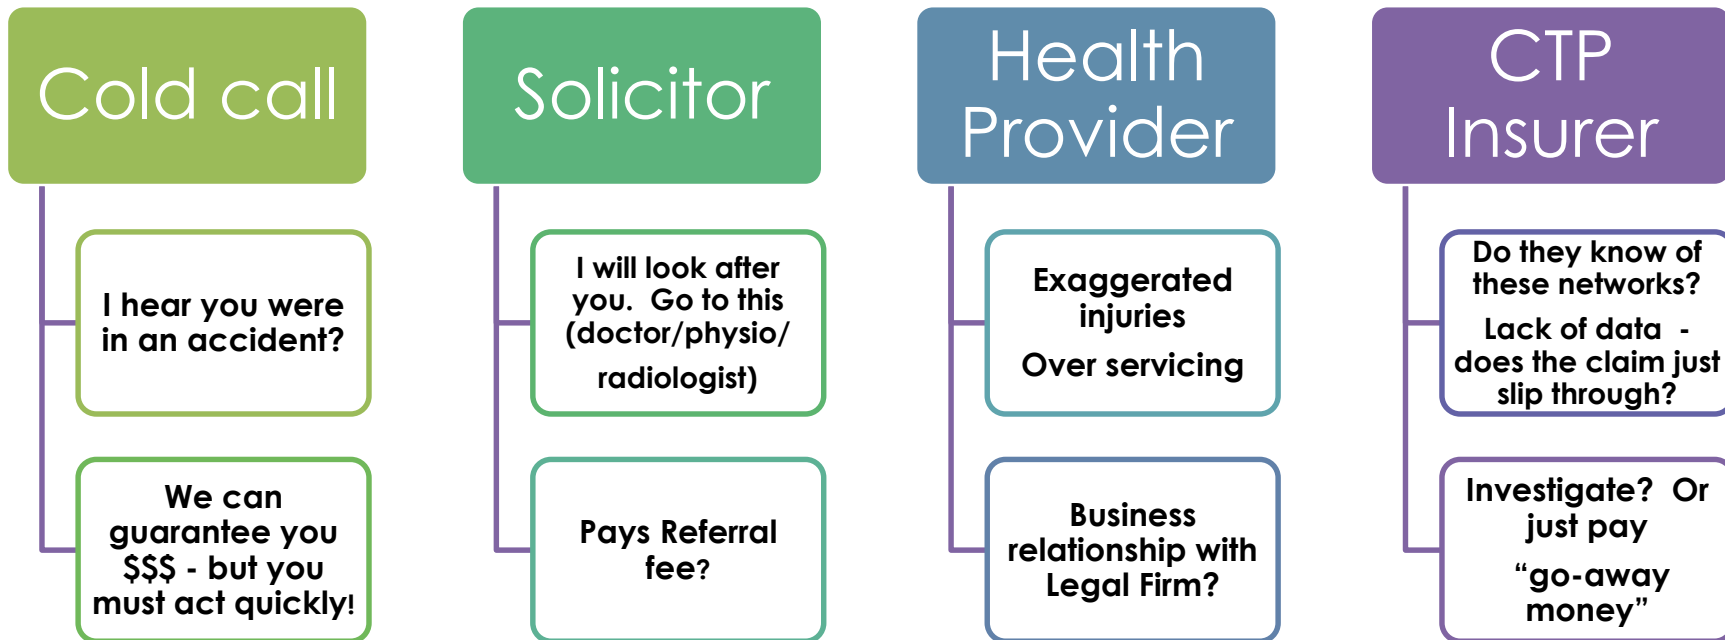 Cold call
I hear you were
in an accident?
We can
guarantee you
$$$ - but you
must act quickly!
Solicitor
I will look after
you.  Go to this
(doctor/physio/
radiologist)
Pays Referral
fee?
Health
Provider
Exaggerated
injuries
Over servicing
Business
relationship with
Legal Firm?
CTP
Insurer
Do they know of
these networks?
Lack of data  -
does the claim just
slip through?
Investigate?  Or
just pay
“go-away
money”